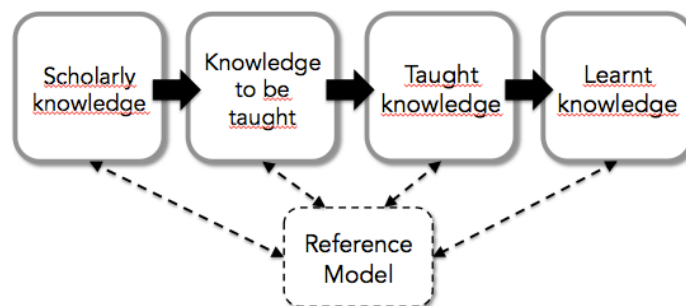 Scholarly
knowledge
Knowledge
to be
taught
Taught
knowledge
Learnt
knowledge
Reference
Model